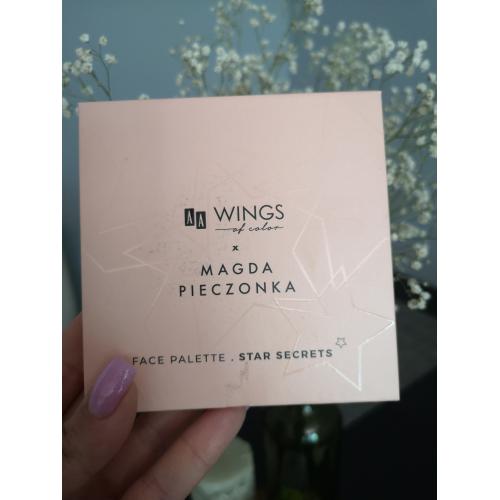 AA WINGS
of color
x
MAGDA
PIECZONKA
FACE PALETTE . STAR SECRETS